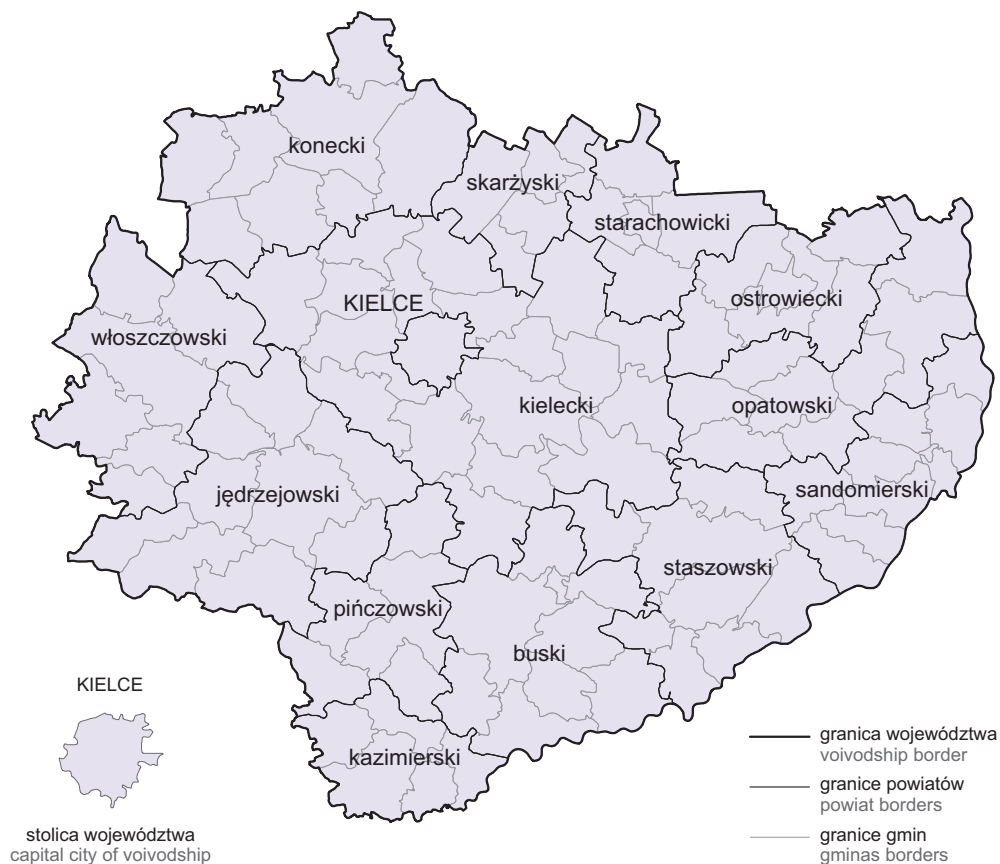 konecki
skarżyski
starachowicki
KIELCE
ostrowiecki
włoszczowski
kielecki
opatowski
jędrzejowski
sandomierski
staszowski
pińczowski
buski
kazimierski
KIELCE
stolica województwa
capital city of voivodship
granica województwa
voivodship border
granice powiatów
powiat borders
granice gmin
gminas borders